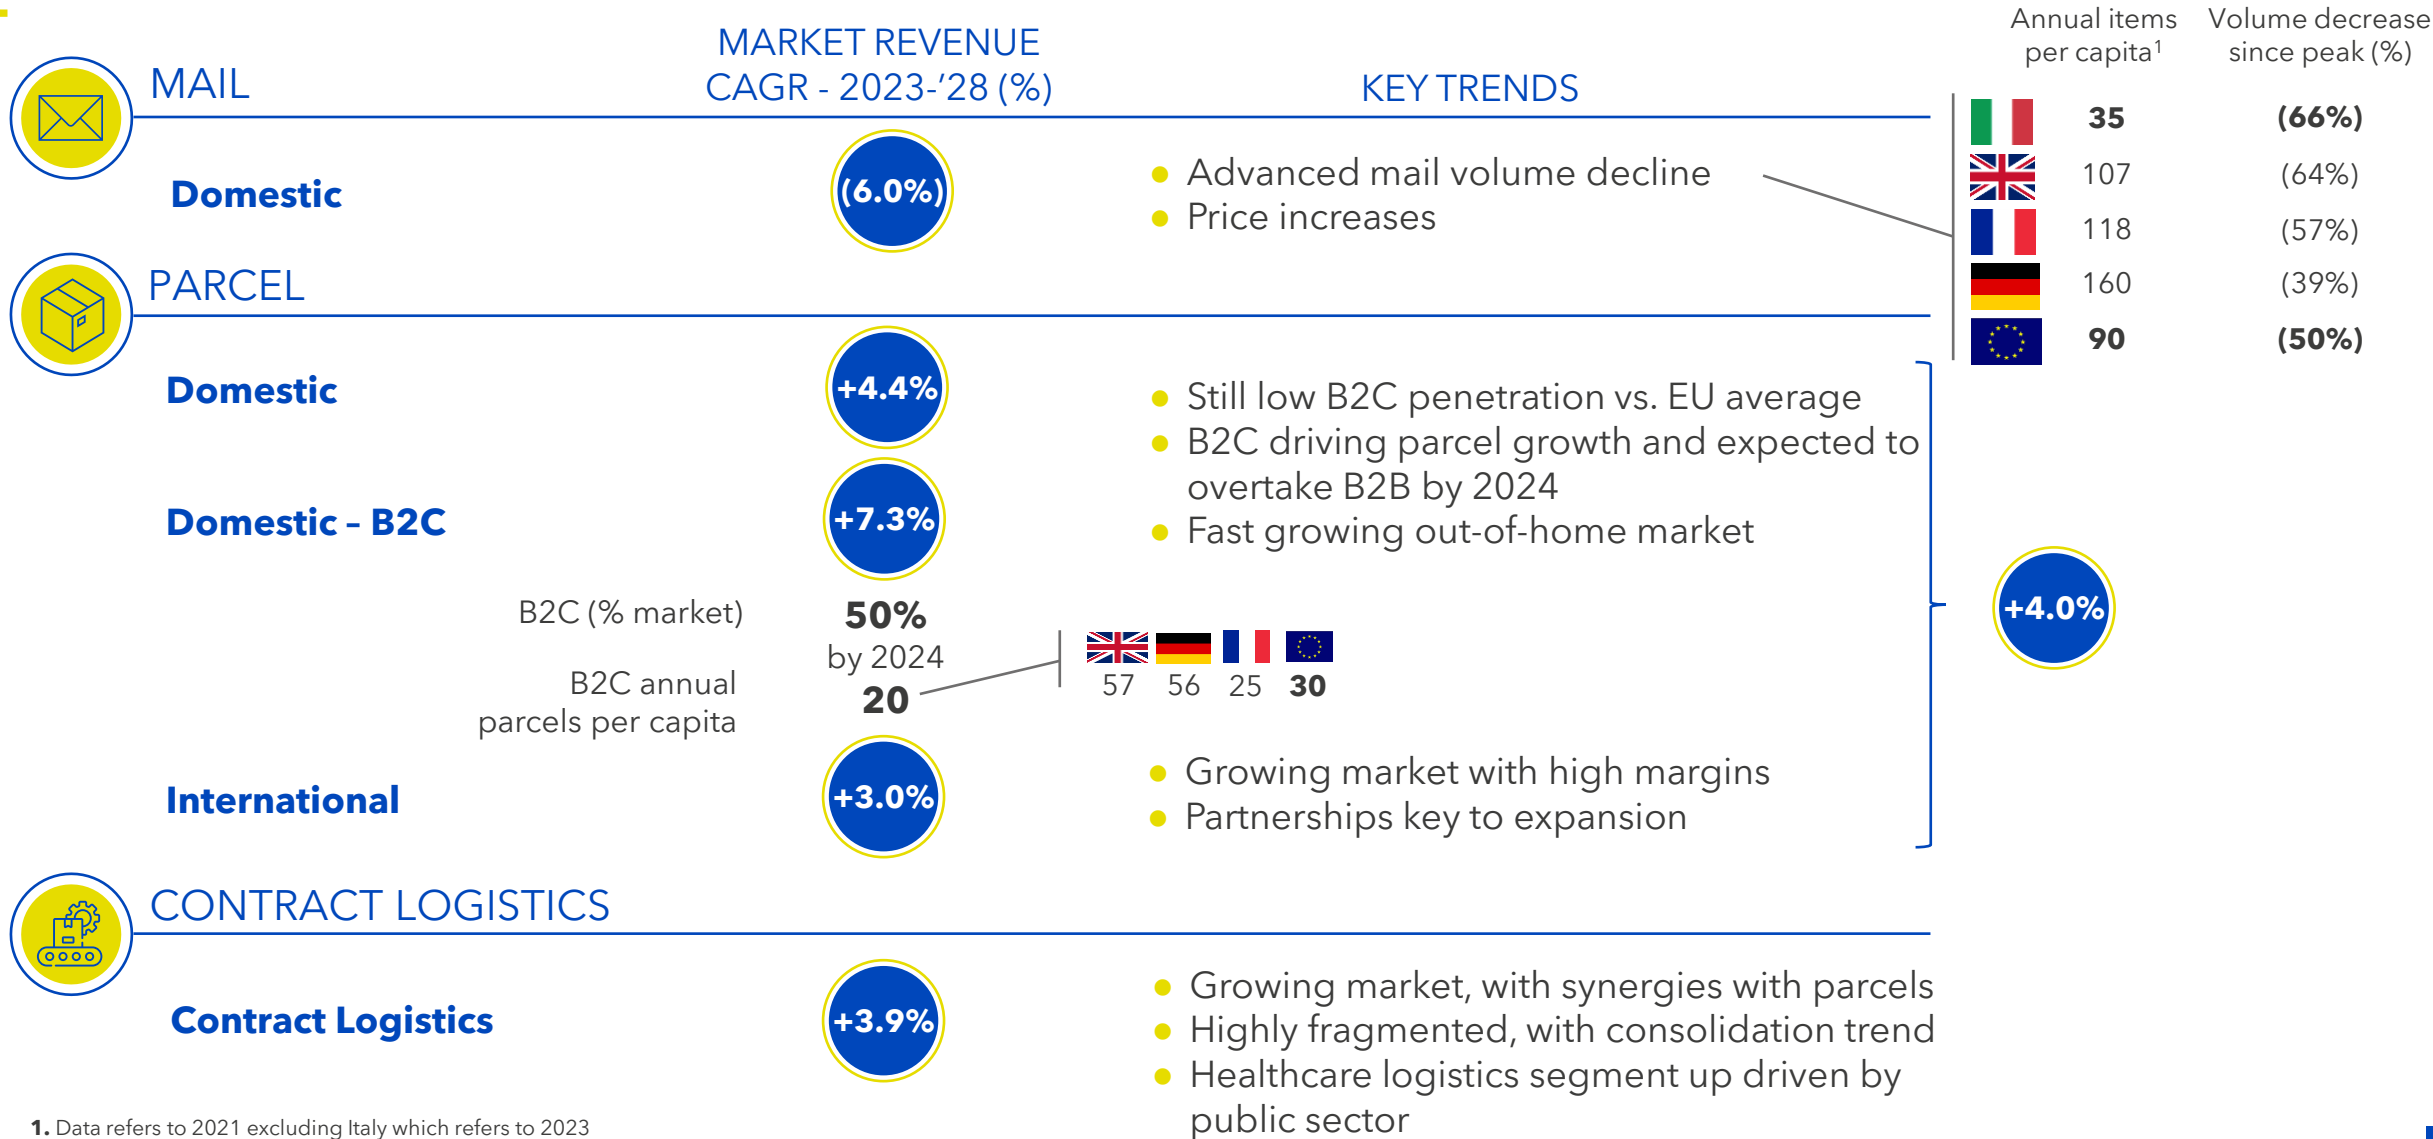 MARKET REVENUE
CAGR - 2023-'28 (%)
KEY TRENDS
Annual items
per capita1
Volume decrease
since peak (%)
MAIL
Domestic
(6.0%)
Advanced mail volume decline
Price increases
35 (66%)
107 (64%)
118 (57%)
160 (39%)
90 (50%)
PARCEL
Domestic
+4.4%
Domestic – B2C
+7.3%
Still low B2C penetration vs. EU average
B2C driving parcel growth and expected to
overtake B2B by 2024
Fast growing out-of-home market
B2C (% market)
50%
by 2024
B2C annual
parcels per capita
20
57 56 25 30
+4.0%
International
+3.0%
Growing market with high margins
Partnerships key to expansion
CONTRACT LOGISTICS
Contract Logistics
+3.9%
Growing market, with synergies with parcels
Highly fragmented, with consolidation trend
Healthcare logistics segment up driven by
public sector
1. Data refers to 2021 excluding Italy which refers to 2023